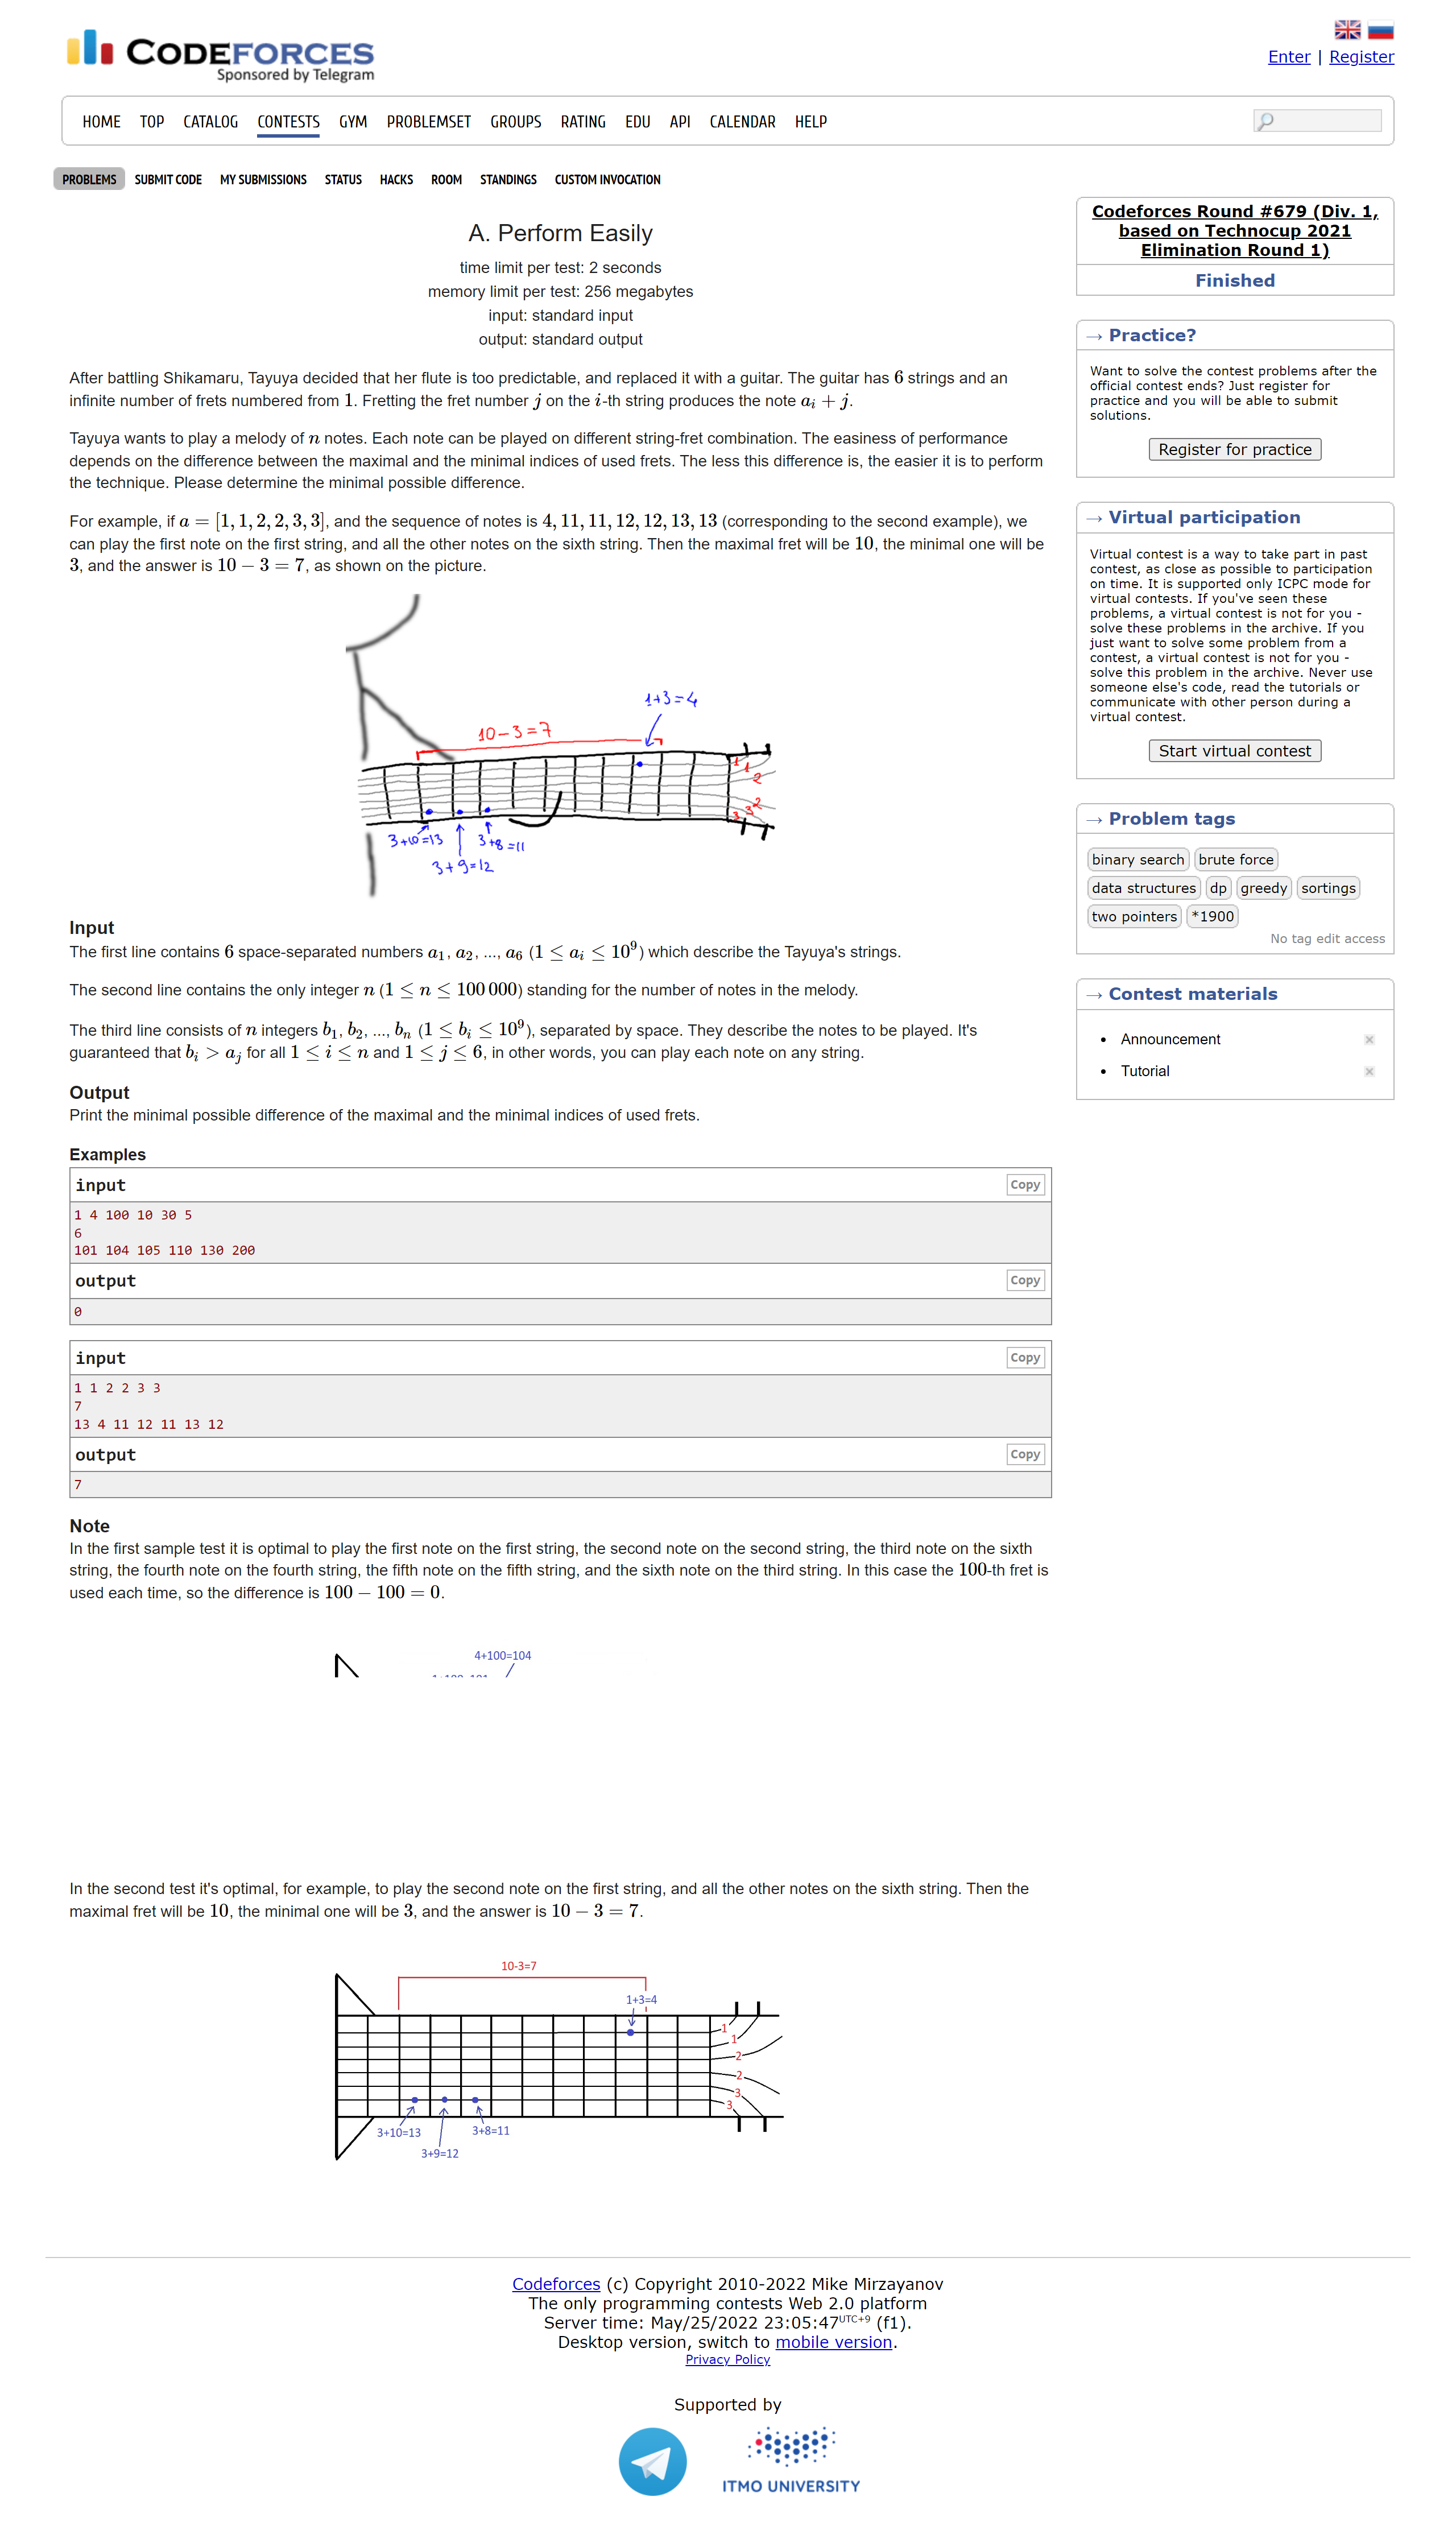 CODEFORCES
Sponsored by Telegram
Enter | Register
HOME TOP CATALOG CONTESTS GYM PROBLEMSET GROUPS RATING EDU API CALENDAR HELP
PROBLEMS SUBMIT CODE MY SUBMISSIONS STATUS HACKS ROOM STANDINGS CUSTOM INVOCATION
A. Perform Easily
time limit per test: 2 seconds
memory limit per test: 256 megabytes
input: standard input
output: standard output
After battling Shikamaru, Tayuya decided that her flute is too predictable, and replaced it with a guitar. The guitar has 6 strings and an
infinite number of frets numbered from 1. Fretting the fret number j on the i-th string produces the note a_i + j.
Tayuya wants to play a melody of n notes. Each note can be played on different string-fret combination. The easiness of performance
depends on the difference between the maximal and the minimal indices of used frets. The less this difference is, the easier it is to perform
the technique. Please determine the minimal possible difference.
For example, if a = [1, 1, 2, 2, 3, 3], and the sequence of notes is 4, 11, 11, 12, 12, 13, 13 (corresponding to the second example), we
can play the first note on the first string, and all the other notes on the sixth string. Then the maximal fret will be 10, the minimal one will be
3, and the answer is 10 − 3 = 7, as shown on the picture.
1+3=4
10-3=7
1
1
2
2
3
3
3+10=13
3+8=11
3+9=12
Input
The first line contains 6 space-separated numbers a_1, a_2, ..., a_6 (1 ≤ a_i ≤ 10^9) which describe the Tayuya's strings.
The second line contains the only integer n (1 ≤ n ≤ 100 000) standing for the number of notes in the melody.
The third line consists of n integers b_1, b_2, ..., b_n (1 ≤ b_i ≤ 10^9), separated by space. They describe the notes to be played. It's
guaranteed that b_i > a_j for all 1 ≤ i ≤ n and 1 ≤ j ≤ 6, in other words, you can play each note on any string.
Output
Print the minimal possible difference of the maximal and the minimal indices of used frets.
Examples
input
Copy
1 4 100 10 30 5
6
101 104 105 110 130 200
output
Copy
0
input
Copy
1 1 2 2 3 3
7
13 4 11 12 11 13 12
output
Copy
7
Note
In the first sample test it is optimal to play the first note on the first string, the second note on the second string, the third note on the sixth
string, the fourth note on the fourth string, the fifth note on the fifth string, and the sixth note on the third string. In this case the 100-th fret is
used each time, so the difference is 100 − 100 = 0.
4+100=104
In the second test it's optimal, for example, to play the second note on the first string, and all the other notes on the sixth string. Then the
maximal fret will be 10, the minimal one will be 3, and the answer is 10 − 3 = 7.
10-3=7
1+3=4
1
1
2
2
3
3
3+10=13
3+8=11
3+9=12
Codeforces Round #679 (Div. 1,
based on Technocup 2021
Elimination Round 1)
Finished
→ Practice?
Want to solve the contest problems after the
official contest ends? Just register for
practice and you will be able to submit
solutions.
Register for practice
→ Virtual participation
Virtual contest is a way to take part in past
contest, as close as possible to participation
on time. It is supported only ICPC mode for
virtual contests. If you've seen these
problems, a virtual contest is not for you -
solve these problems in the archive. If you
just want to solve some problem from a
contest, a virtual contest is not for you -
solve this problem in the archive. Never use
someone else's code, read the tutorials or
communicate with other person during a
virtual contest.
Start virtual contest
→ Problem tags
binary search brute force
data structures dp greedy sortings
two pointers *1900
No tag edit access
→ Contest materials
Announcement
Tutorial
Codeforces (c) Copyright 2010-2022 Mike Mirzayanov
The only programming contests Web 2.0 platform
Server time: May/25/2022 23:05:47 UTC+9 (f1).
Desktop version, switch to mobile version.
Privacy Policy
Supported by
ITMO UNIVERSITY